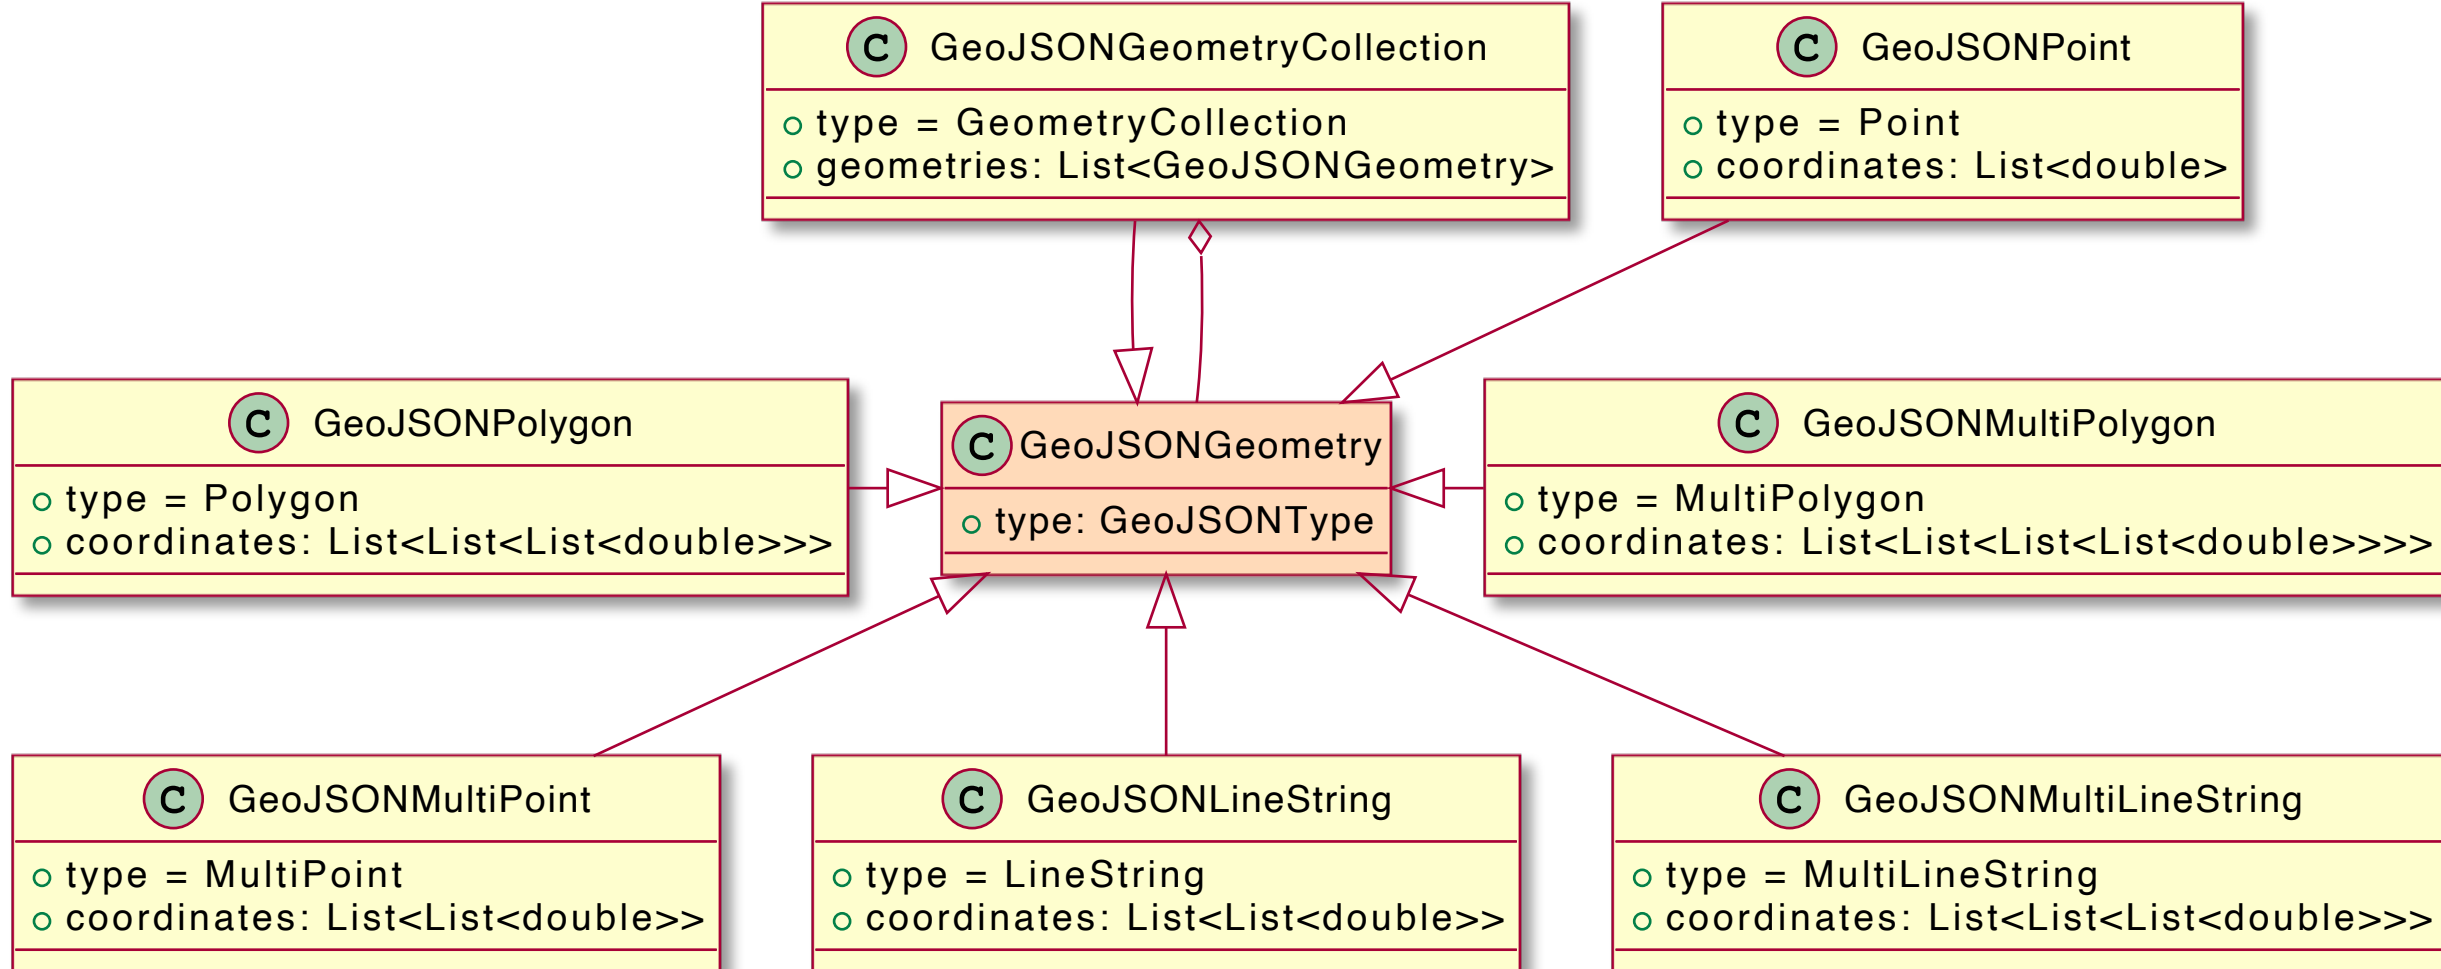 C GeoJSONGeometryCollection
type = GeometryCollection
geometries: List<GeoJSONGeometry>
C GeoJSONPoint
type = Point
coordinates: List<double>
C GeoJSONPolygon
type = Polygon
coordinates: List<List<List<double>>>
C GeoJSONGeometry
type: GeoJSONType
C GeoJSONMultiPolygon
type = MultiPolygon
coordinates: List<List<List<List<double>>>>
C GeoJSONMultiPoint
type = MultiPoint
coordinates: List<List<double>>
C GeoJSONLineString
type = LineString
coordinates: List<List<double>>
C GeoJSONMultiLineString
type = MultiLineString
coordinates: List<List<List<double>>>